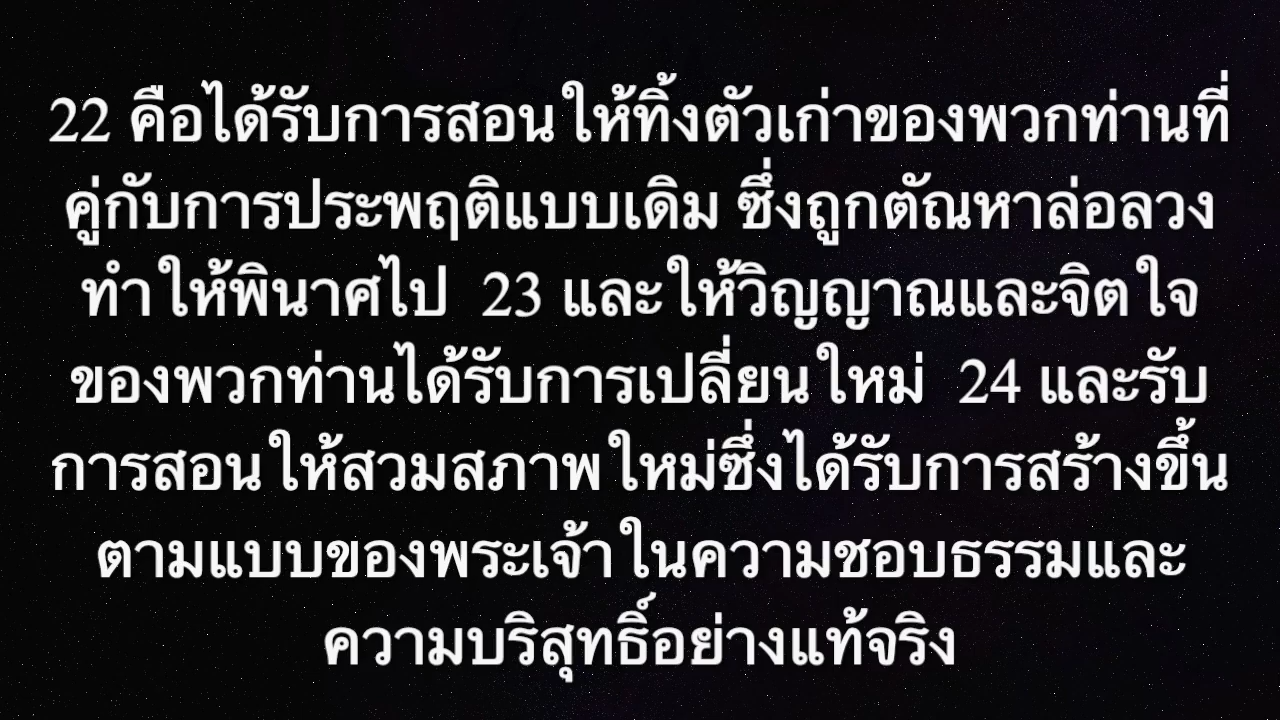 22 คือได้รับการสอนให้ทิ้งตัวเก่าของพวกท่านที่
คู่กับการประพฤติแบบเดิม ซึ่งถูกตัณหาล่อลวง
ทำให้พินาศไป 23 และให้วิญญาณและจิตใจ
ของพวกท่านได้รับการเปลี่ยนใหม่ 24 และรับ
การสอนให้สวมสภาพใหม่ซึ่งได้รับการสร้างขึ้น
ตามแบบของพระเจ้าในความชอบธรรมและ
ความบริสุทธิ์อย่างแท้จริง